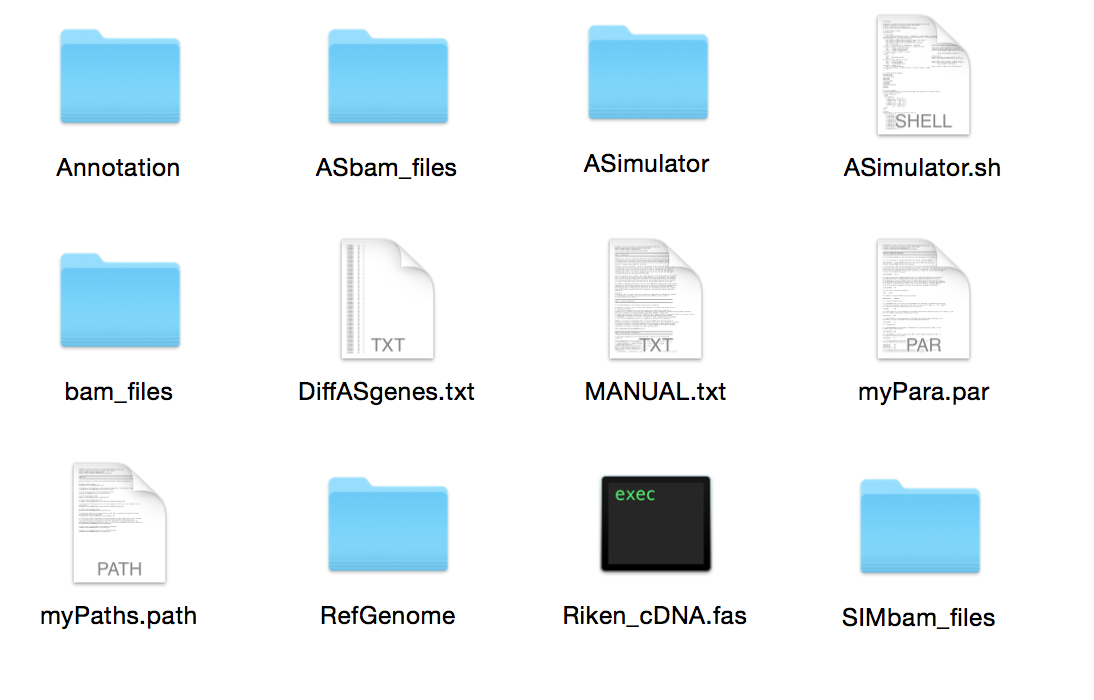 SHELL
Annotation
ASbam_files
ASimulator
ASimulator.sh
TXT
TXT
PAR
bam_files
DiffASgenes.txt
MANUAL.txt
myPara.par
exec
PATH
myPaths.path
RefGenome
Riken_cDNA.fas
SIMbam_files